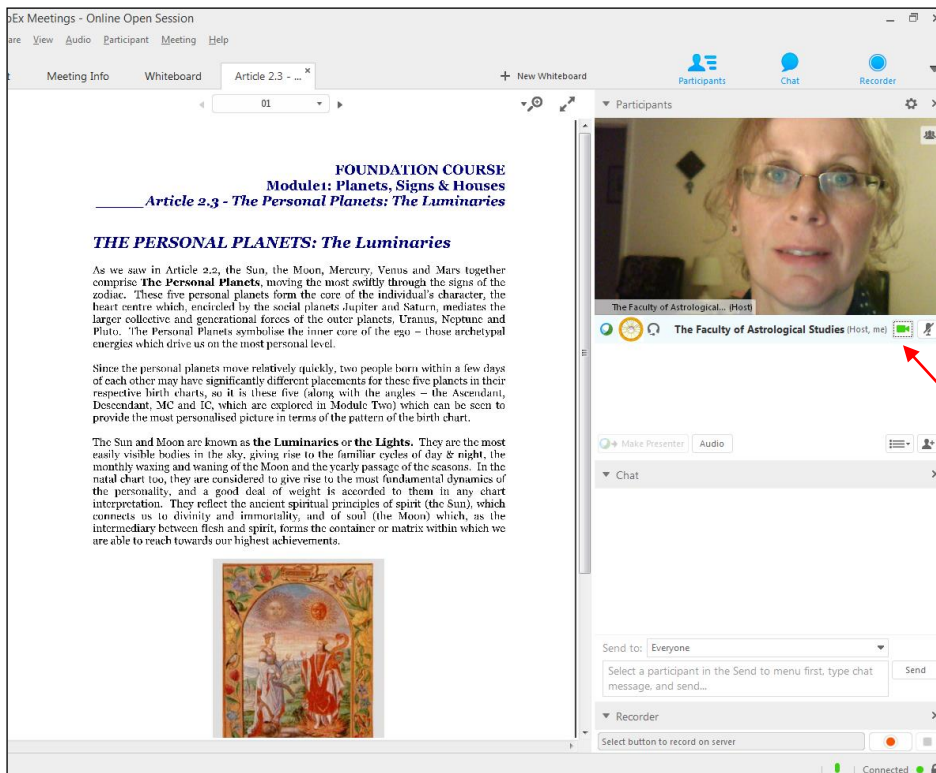 Ex Meetings - Online Open Session
are View Audio Participant Meeting Help
Meeting Info Whiteboard Article 2.3 - ... × + New Whiteboard
Participants Chat Recorder
01
Participants
FOUNDATION COURSE
Module1: Planets, Signs & Houses
Article 2.3 - The Personal Planets: The Luminaries
THE PERSONAL PLANETS: The Luminaries
As we saw in Article 2.2, the Sun, the Moon, Mercury, Venus and Mars together
comprise The Personal Planets, moving the most swiftly through the signs of the
zodiac. These five personal planets form the core of the individual's character, the
heart centre which, encircled by the social planets Jupiter and Saturn, mediates the
larger collective and generational forces of the outer planets, Uranus, Neptune and
Pluto. The Personal Planets symbolise the inner core of the ego – those archetypal
energies which drive us on the most personal level.
Since the personal planets move relatively quickly, two people born within a few days
of each other may have significantly different placements for these five planets in their
respective birth charts, so it is these five (along with the angles – the Ascendant,
Descendant, MC and IC, which are explored in Module Two) which can be seen to
provide the most personalised picture in terms of the pattern of the birth chart.
The Sun and Moon are known as the Luminaries or the Lights. They are the most
easily visible bodies in the sky, giving rise to the familiar cycles of day & night, the
monthly waxing and waning of the Moon and the yearly passage of the seasons. In the
natal chart too, they are considered to give rise to the most fundamental dynamics of
the personality, and a good deal of weight is accorded to them in any chart
interpretation. They reflect the ancient spiritual principles of spirit (the Sun), which
connects us to divinity and immortality, and of soul (the Moon) which, as the
intermediary between flesh and spirit, forms the container or matrix within which we
are able to reach towards our highest achievements.
The Faculty of Astrological... (Host)
The Faculty of Astrological Studies (Host, me)
Make Presenter Audio
Chat
Send to: Everyone
Select a participant in the Send to menu first, type chat
message, and send...
Send
Recorder
Select button to record on server
Connected